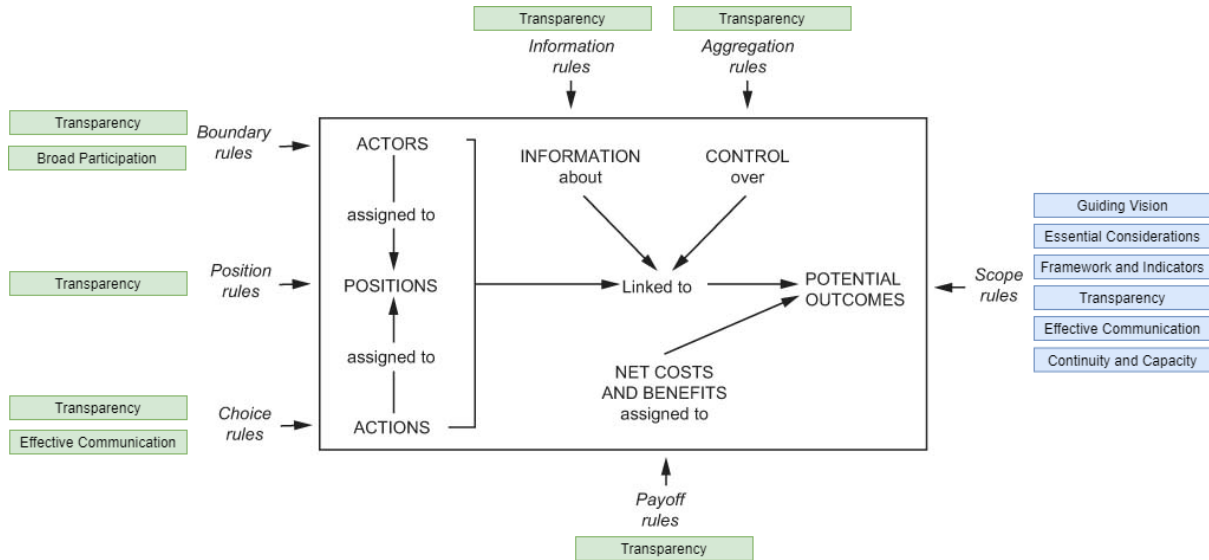 Transparency
Information
rules
Transparency
Aggregation
rules
Transparency
Broad Participation
Boundary
rules
Transparency
Position
rules
Transparency
Effective Communication
Choice
rules
ACTORS
assigned to
POSITIONS
assigned to
ACTIONS
INFORMATION
about
CONTROL
over
Linked to
POTENTIAL
OUTCOMES
NET COSTS
AND BENEFITS
assigned to
Scope
rules
Guiding Vision
Essential Considerations
Framework and Indicators
Transparency
Effective Communication
Continuity and Capacity
Payoff
rules
Transparency